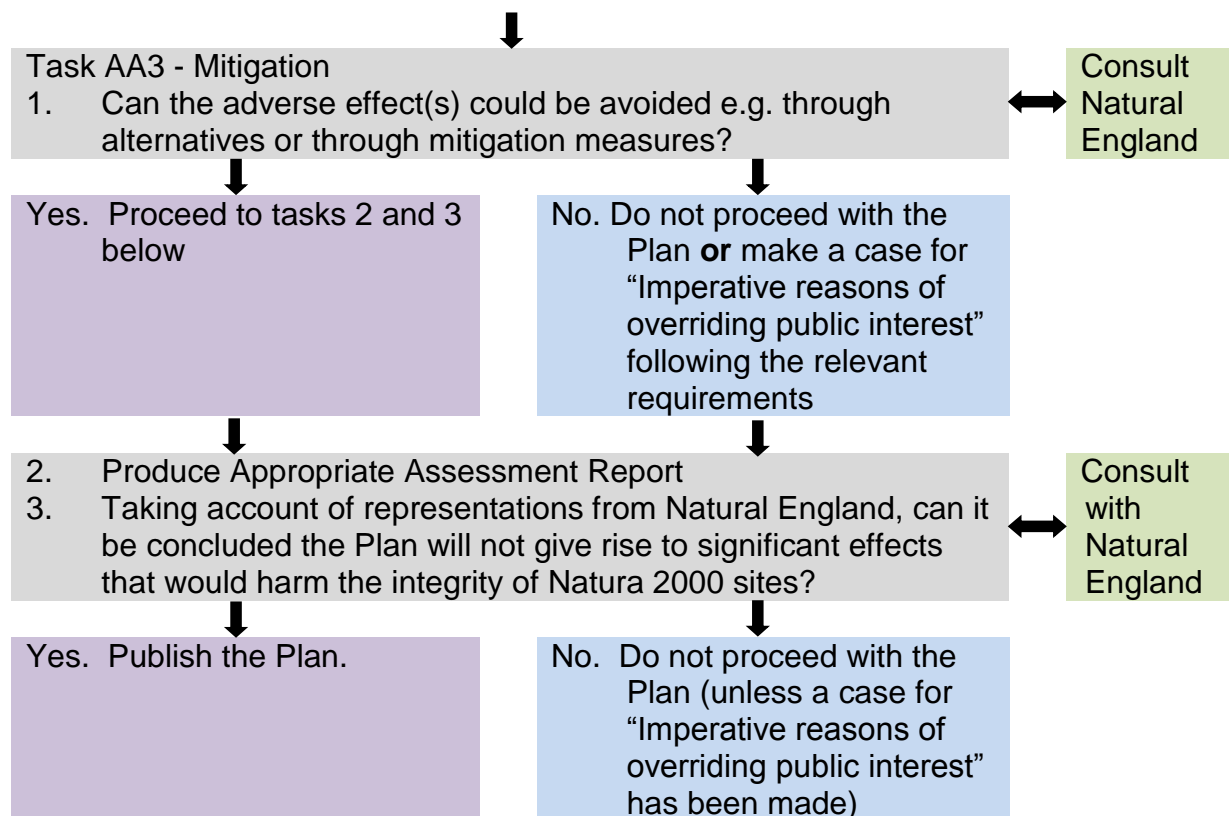 Task AA3 - Mitigation
1. Can the adverse effect(s) could be avoided e.g. through
alternatives or through mitigation measures?
Consult
Natural
England
Yes. Proceed to tasks 2 and 3
below
No. Do not proceed with the
Plan or make a case for
“Imperative reasons of
overriding public interest”
following the relevant
requirements
2. Produce Appropriate Assessment Report
3. Taking account of representations from Natural England, can it
be concluded the Plan will not give rise to significant effects
that would harm the integrity of Natura 2000 sites?
Consult
with
Natural
England
Yes. Publish the Plan.
No. Do not proceed with the
Plan (unless a case for
“Imperative reasons of
overriding public interest”
has been made)